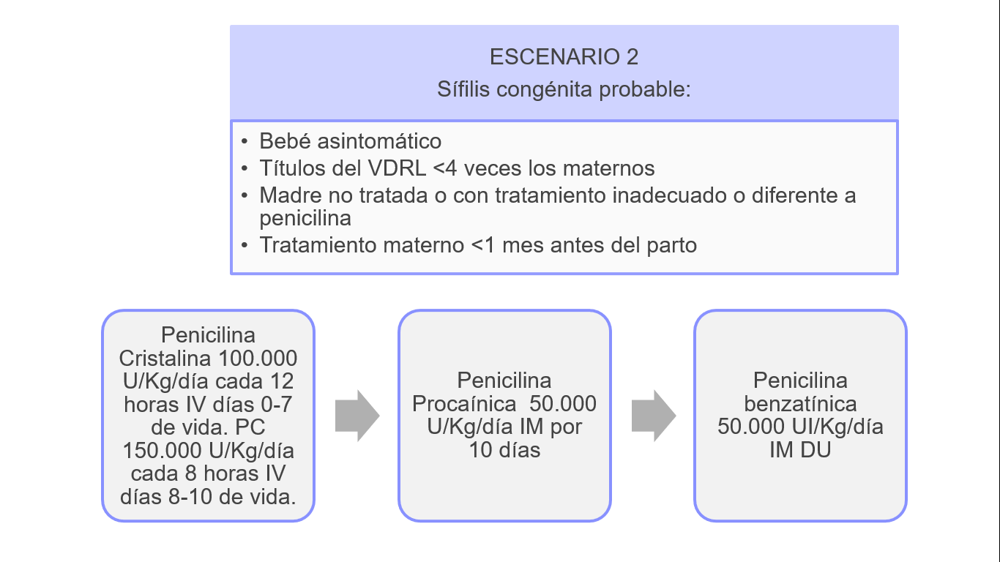 ESCENARIO 2
Sífilis congénita probable:
• Bebé asintomático
• Títulos del VDRL <4 veces los maternos
• Madre no tratada o con tratamiento inadecuado o diferente a
penicilina
• Tratamiento materno <1 mes antes del parto
Penicilina
Cristalina 100.000
U/Kg/día cada 12
horas IV días 0-7
de vida. PC
150.000 U/Kg/día
cada 8 horas IV
días 8-10 de vida.
Penicilina
Procaínica 50.000
U/Kg/día IM por
10 días
Penicilina
benzatínica
50.000 UI/Kg/día
IM DU